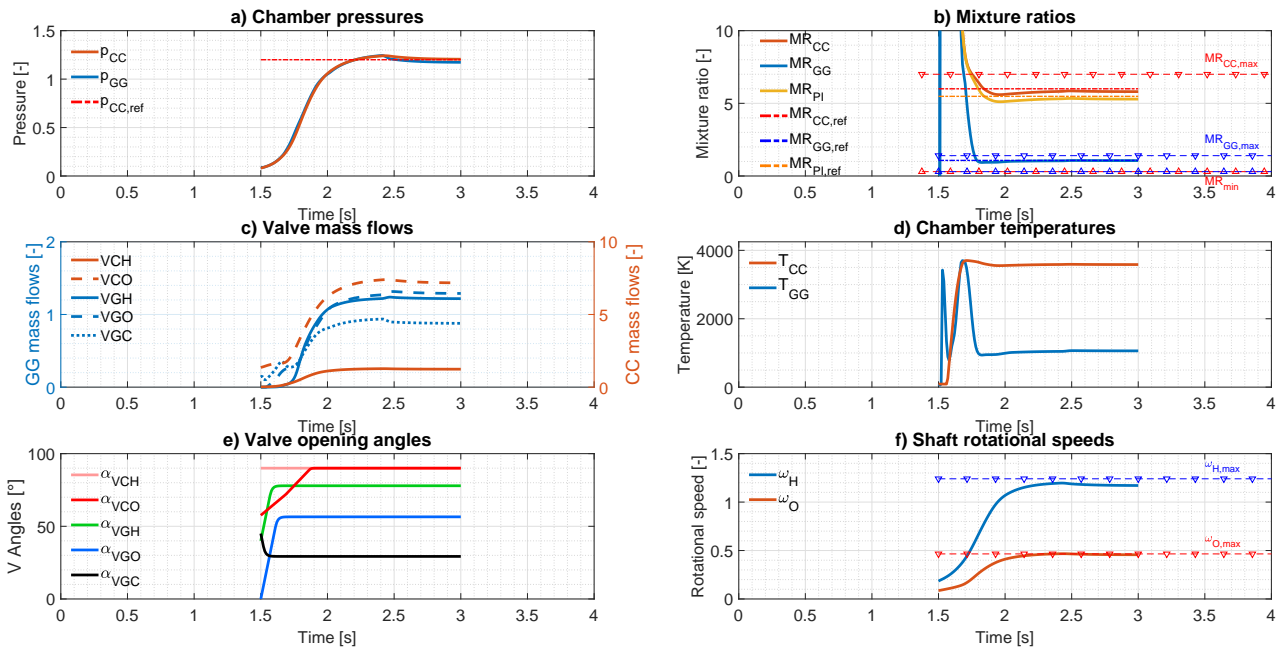 a) Chamber pressures
Pressure [-]
1.5
1
0.5
0
p_CC
p_GG
p_CC,ref
0 0.5 1 1.5 2 2.5 3 3.5 4
Time [s]
b) Mixture ratios
Mixture ratio [-]
10
5
0
MR_CC
MR_GG
MR_PI
MR_CC,ref
MR_GG,ref
MR_PI,ref
MR_CC,max
MR_GG,max
MR_min
0 0.5 1 1.5 2 2.5 3 3.5 4
Time [s]
c) Valve mass flows
GG mass flows [-]
2
1
0
VCH
VCO
VGH
VGO
VGC
10
5
0
CC mass flows [-]
0 0.5 1 1.5 2 2.5 3 3.5 4
Time [s]
d) Chamber temperatures
Temperature [K]
4000
2000
0
T_CC
T_GG
0 0.5 1 1.5 2 2.5 3 3.5 4
Time [s]
e) Valve opening angles
V Angles [°]
100
50
0
α_VCH
α_VCO
α_VGH
α_VGO
α_VGC
0 0.5 1 1.5 2 2.5 3 3.5 4
Time [s]
f) Shaft rotational speeds
Rotational speed [-]
1.5
1
0.5
0
ω_H
ω_O
ω_H,max
ω_O,max
0 0.5 1 1.5 2 2.5 3 3.5 4
Time [s]